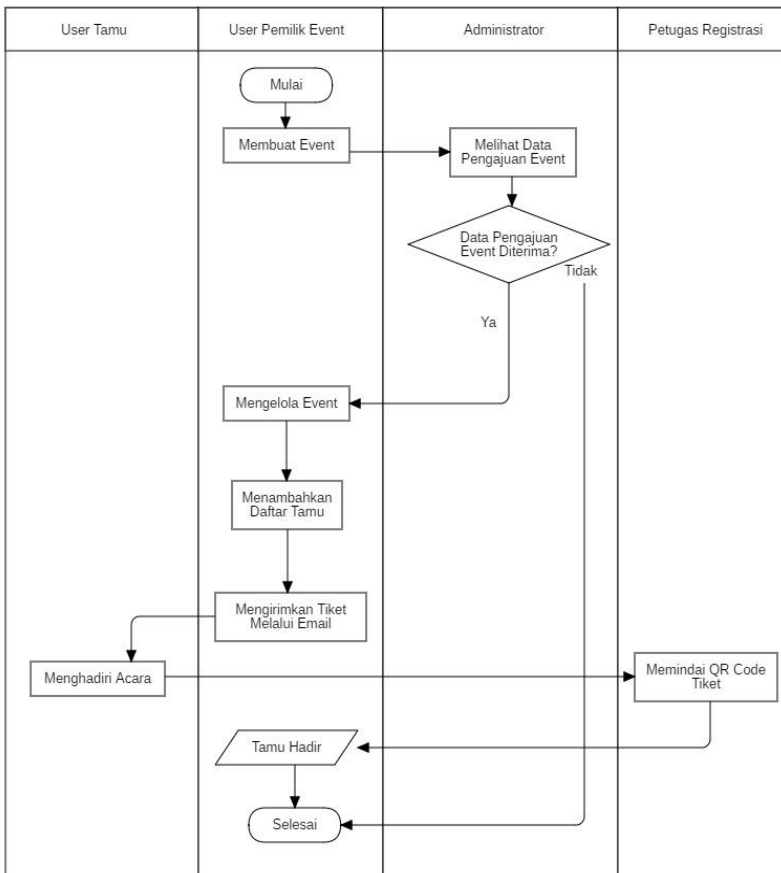 User Tamu
User Pemilik Event
Administrator
Petugas Registrasi
Mulai
Membuat Event
Melihat Data
Pengajuan Event
Data Pengajuan
Event Diterima?
Tidak
Ya
Mengelola Event
Menambahkan
Daftar Tamu
Mengirimkan Tiket
Melalui Email
Menghadiri Acara
Memindai QR Code
Tiket
Tamu Hadir
Selesai